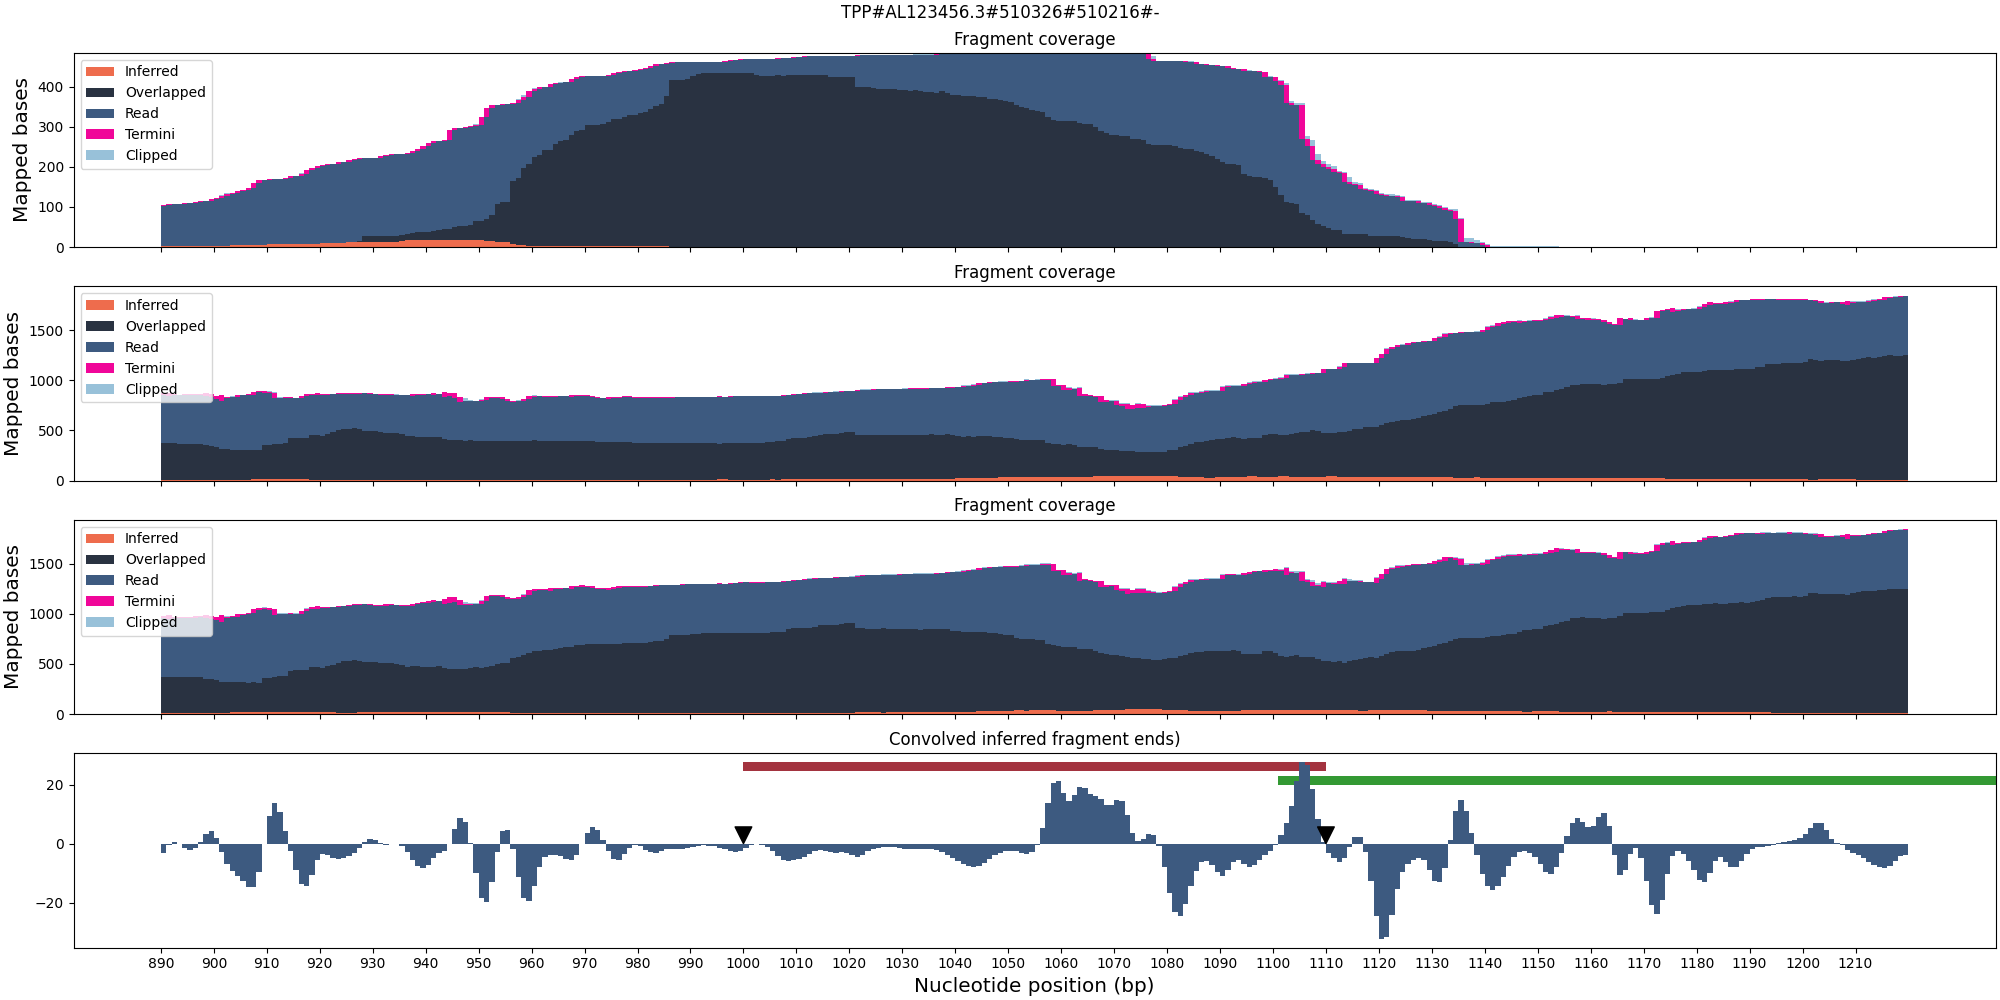 TPP#AL123456.3#510326#510216#-
Fragment coverage
Mapped bases
400
300
200
100
0
Inferred
Overlapped
Read
Termini
Clipped
Fragment coverage
Mapped bases
1500
1000
500
0
Inferred
Overlapped
Read
Termini
Clipped
Fragment coverage
Mapped bases
1500
1000
500
0
Inferred
Overlapped
Read
Termini
Clipped
Convolved inferred fragment ends)
20
0
−20
890 900 910 920 930 940 950 960 970 980 990 1000 1010 1020 1030 1040 1050 1060 1070 1080 1090 1100 1110 1120 1130 1140 1150 1160 1170 1180 1190 1200 1210
Nucleotide position (bp)